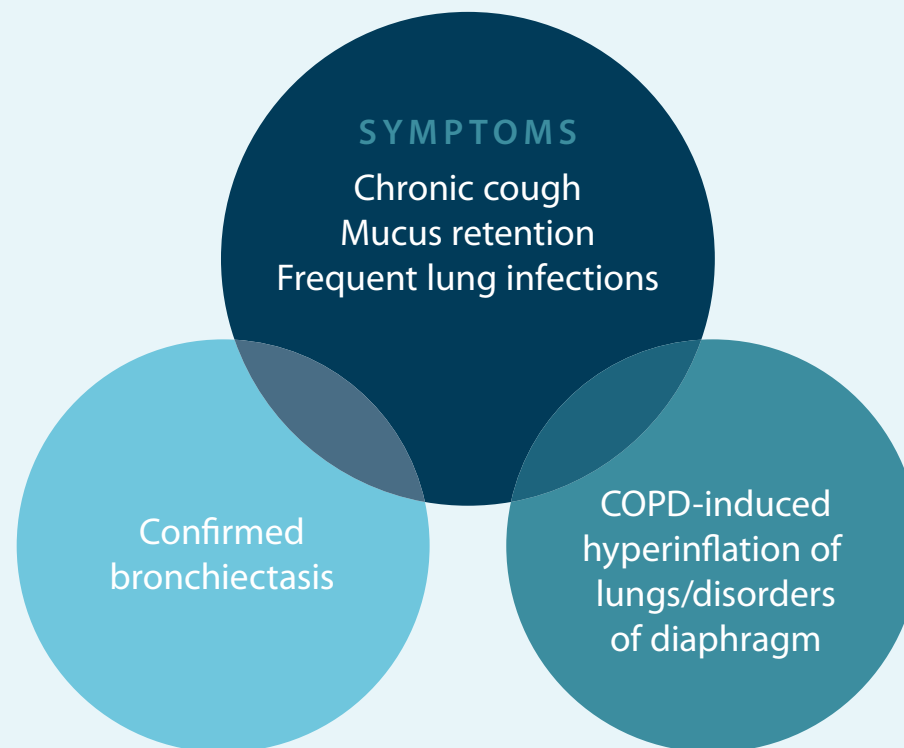 SYMPTOMS
Chronic cough
Mucus retention
Frequent lung infections
Confirmed
bronchiectasis
COPD-induced
hyperinflation of
lungs/disorders
of diaphragm